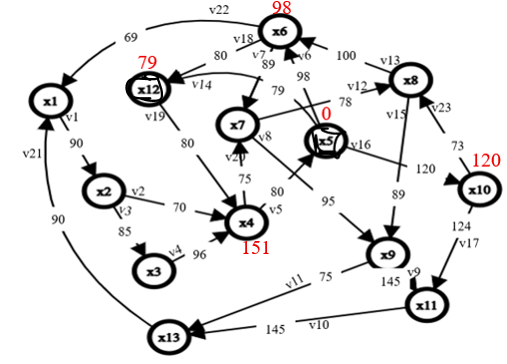 v22
98
69
v18
x6
80
v7
v6
89
100
v13
79
x12
v14
98
79
v12
x8
x1
v1
v19
78
v15
v23
0
x7
v8
x5
v16
73
v21
90
80
v20
120
120
x10
x2
v2
75
80
95
89
v3
70
x4
v5
124
v17
85
151
90
v4
96
x9
x3
v11
75
145
v9
x11
x13
145
v10